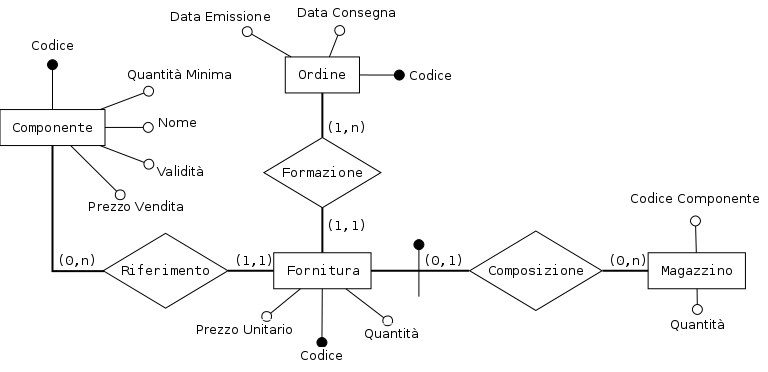 Data Emissione
Data Consegna
Codice
Quantità Minima
Ordine
Codice
Componente
Nome
(1,n)
Validità
Formazione
Prezzo Vendita
Codice Componente
(1,1)
(0,n)
Riferimento
(1,1)
Fornitura
(0,1)
Composizione
(0,n)
Magazzino
Prezzo Unitario
Quantità
Quantità
Codice